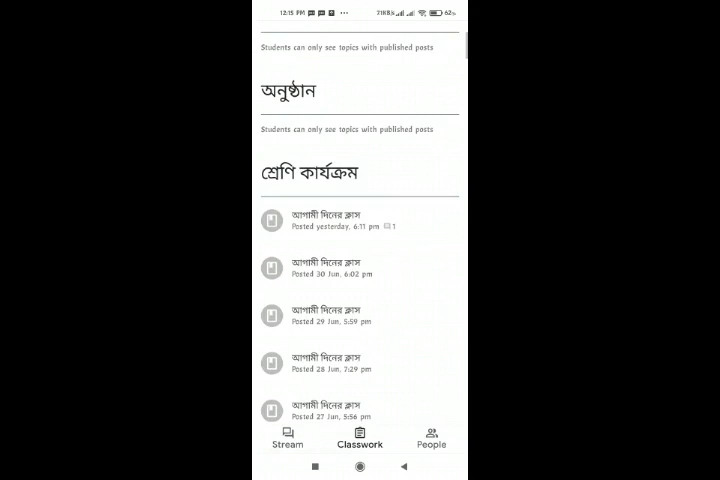 12:15 PM
21KB/s 62%
Students can only see topics with published posts
অনুষ্ঠান
Students can only see topics with published posts
শ্রেণি কার্যক্রম
আগামী দিনের ক্লাস
Posted yesterday, 6:11 pm 1
আগামী দিনের ক্লাস
Posted 30 Jun, 6:02 pm
আগামী দিনের ক্লাস
Posted 29 Jun, 5:59 pm
আগামী দিনের ক্লাস
Posted 28 Jun, 7:29 pm
আগামী দিনের ক্লাস
Posted 27 Jun, 5:56 pm
Stream Classwork People